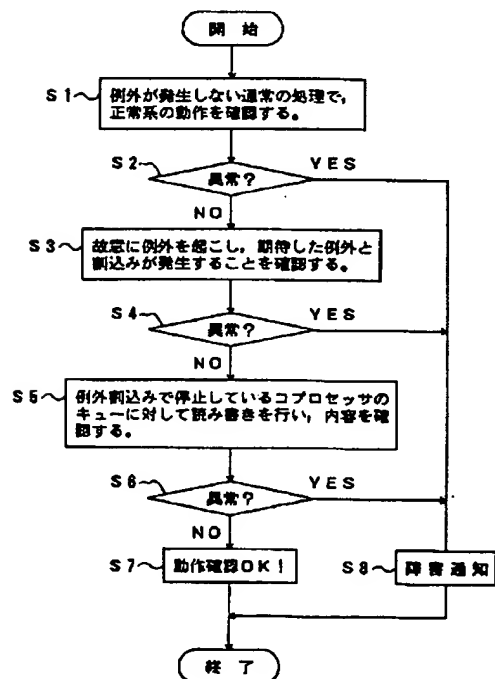 開始
S1 例外が発生しない通常の処理で,
正常系の動作を確認する。
S2 異常? YES
NO
S3 故意に例外を起こし,期待した例外と
割込みが発生することを確認する。
S4 異常? YES
NO
S5 例外割込みで停止しているコプロセッサの
キューに対して読み書きを行い,内容を確
認する。
S6 異常? YES
NO
S7 動作確認OK! S8 障害通知
終了